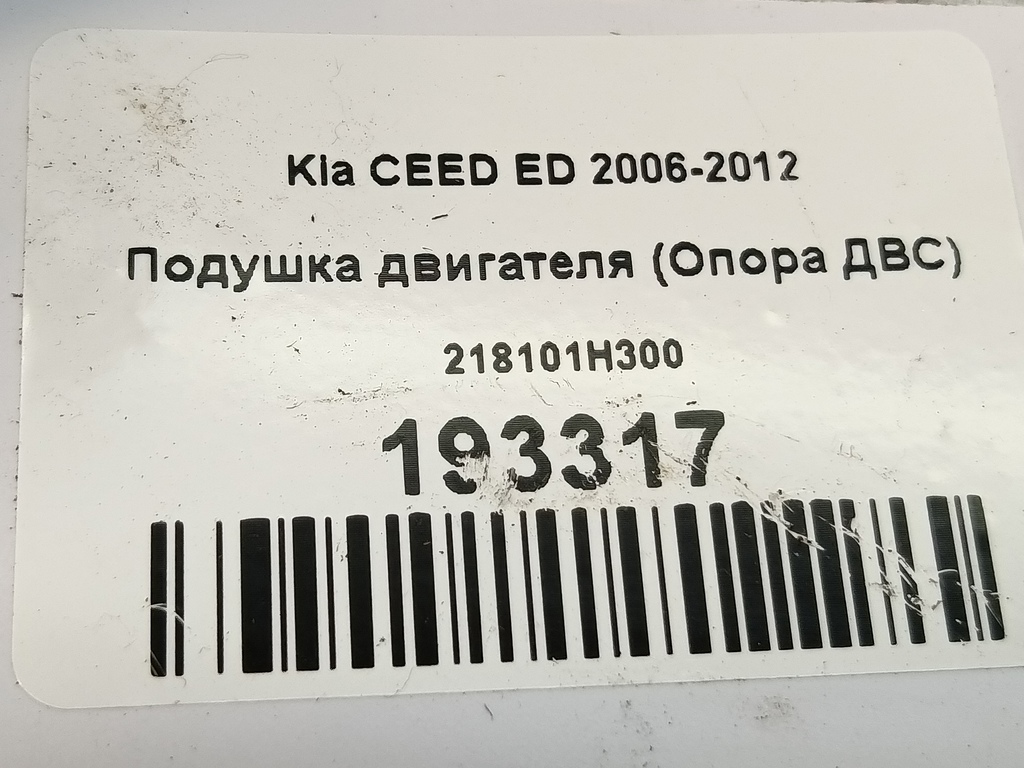 Kia CEED ED 2006-2012
Подушка двигателя (Опора ДВС)
218101H300
193317